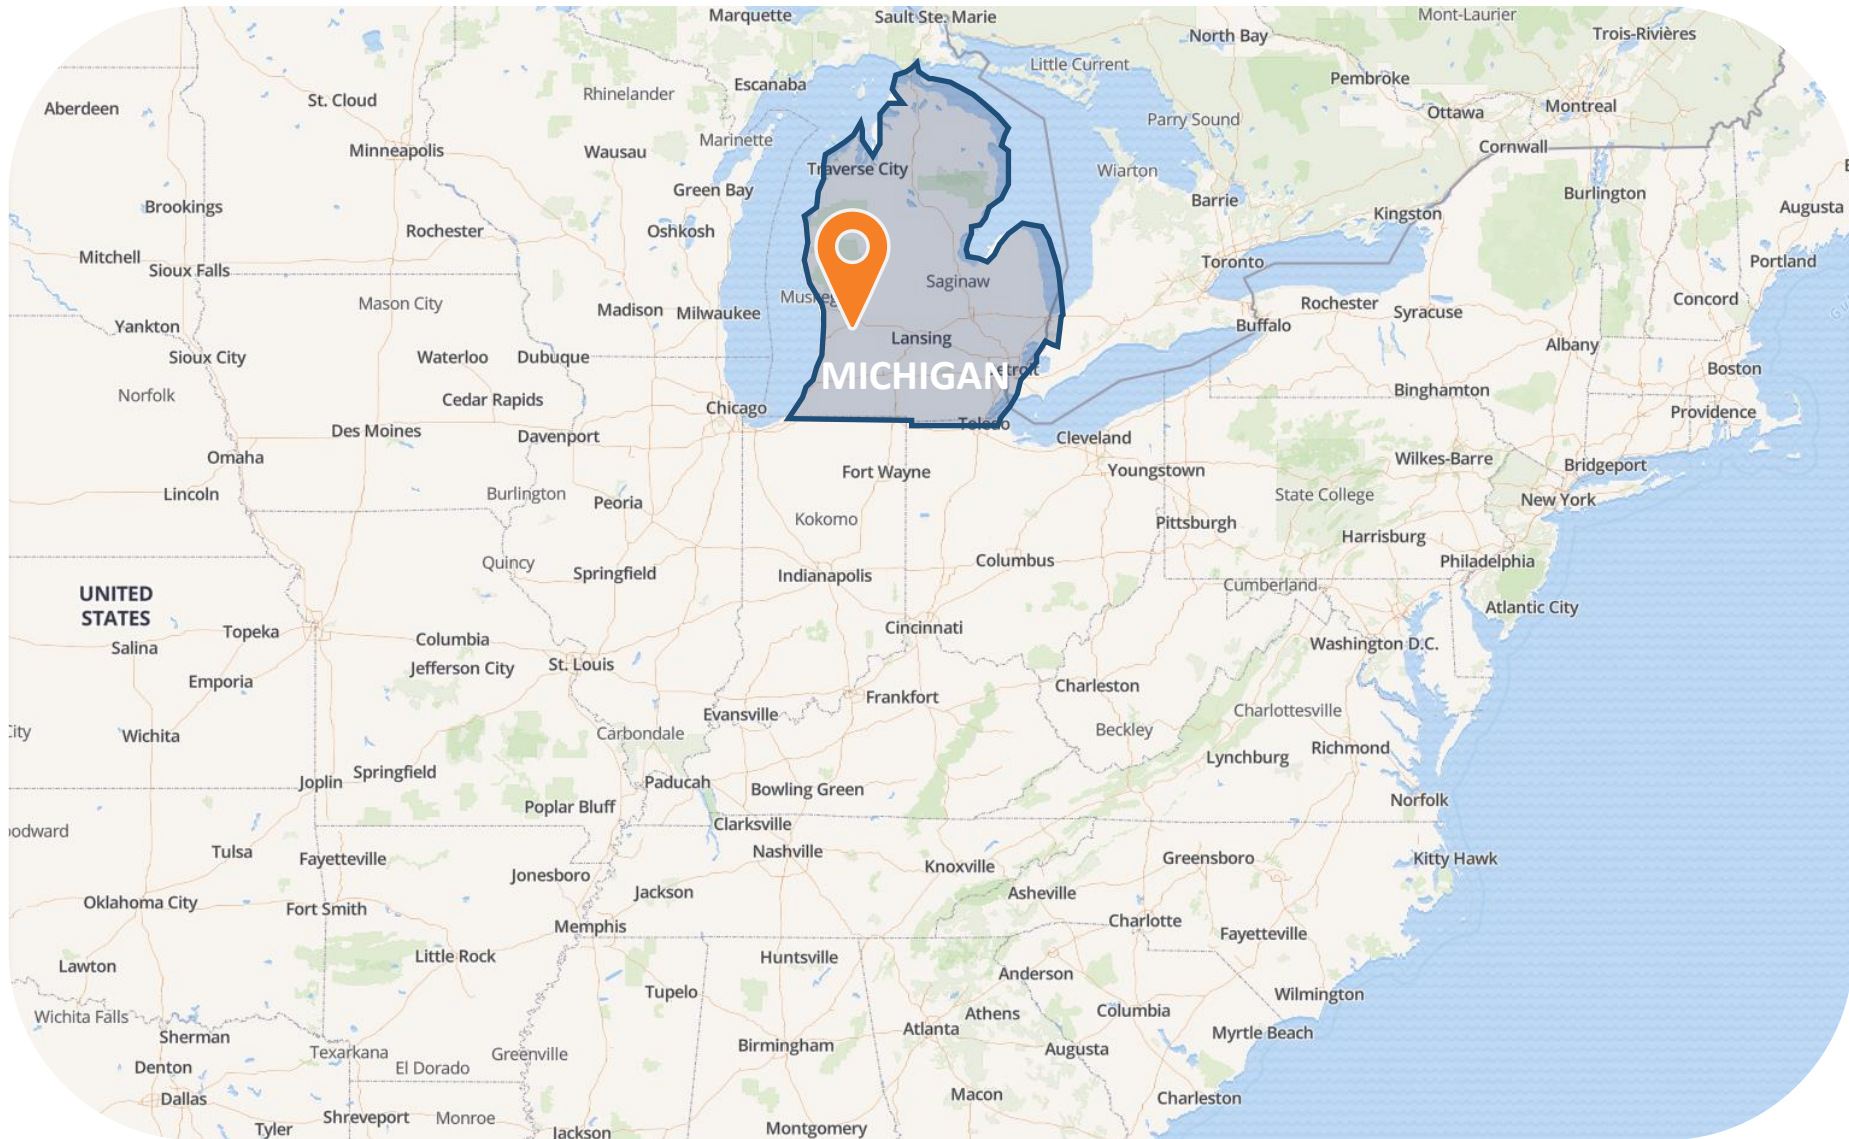 Marquette
Sault Ste. Marie
Mont-Laurier
North Bay
Trois-Rivières
Little Current
Pembroke
Escanaba
Rhinelander
St. Cloud
Aberdeen
Ottawa
Montreal
Parry Sound
Marinette
Cornwall
Minneapolis
Wausau
Traverse City
Wiarton
Green Bay
Burlington
Barrie
Kingston
Augusta
Brookings
Rochester
Oshkosh
Mitchell
Sioux Falls
Toronto
Portland
Saginaw
Mason City
Madison
Milwaukee
Rochester
Syracuse
Concord
Yankton
Buffalo
Lansing
Albany
Sioux City
Waterloo
Dubuque
MICHIGAN
Detroit
Boston
Norfolk
Cedar Rapids
Chicago
Binghamton
Providence
Des Moines
Davenport
Toledo
Cleveland
Omaha
Fort Wayne
Youngstown
Wilkes-Barre
Bridgeport
Lincoln
Burlington
Peoria
State College
New York
Kokomo
Pittsburgh
Harrisburg
Quincy
Springfield
Indianapolis
Columbus
Philadelphia
UNITED
STATES
Cumberland
Atlantic City
Topeka
Salina
Columbia
Cincinnati
Washington D.C.
Jefferson City
St. Louis
Emporia
Frankfort
Charleston
Evansville
Charlottesville
city
Wichita
Carbondale
Beckley
Lynchburg
Richmond
Joplin
Springfield
Paducah
Bowling Green
Poplar Bluff
Norfolk
oodward
Clarksville
Tulsa
Fayetteville
Nashville
Knoxville
Greensboro
Kitty Hawk
Jonesboro
Jackson
Asheville
Oklahoma City
Fort Smith
Memphis
Charlotte
Fayetteville
Little Rock
Huntsville
Lawton
Anderson
Tupelo
Wilmington
Wichita Falls
Athens
Columbia
Sherman
Atlanta
Myrtle Beach
Texarkana
Greenville
Birmingham
Augusta
Denton
El Dorado
Dallas
Macon
Charleston
Shreveport
Monroe
Tyler
Jackson
Montgomery